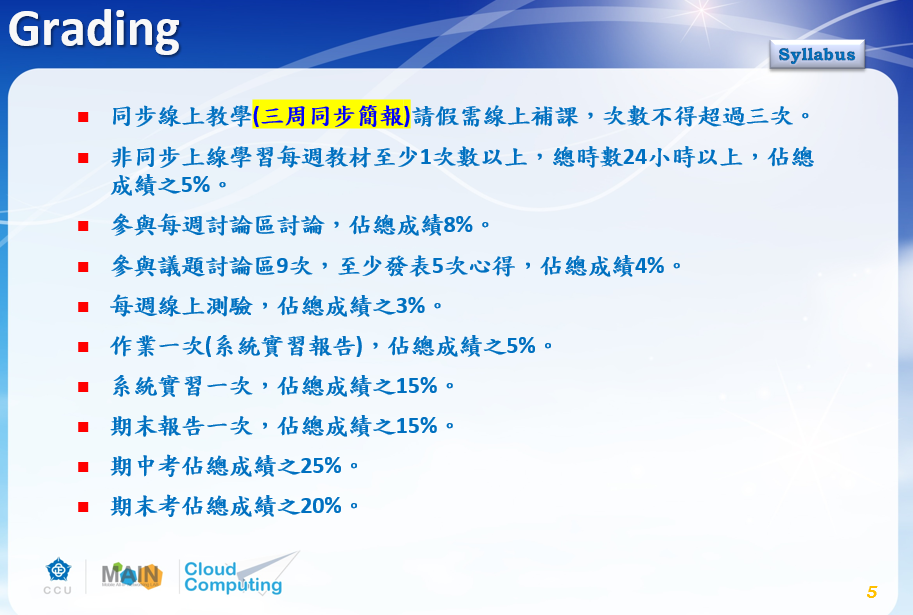 Grading
Syllabus
同步線上教學(三周同步簡報)請假需線上補課，次數不得超過三次。
非同步上線學習每週教材至少1次數以上，總時數24小時以上，佔總
成績之5%。
參與每週討論區討論，佔總成績8%。
參與議題討論區9次，至少發表5次心得，佔總成績4%。
每週線上測驗，佔總成績之3%。
作業一次(系統實習報告)，佔總成績之5%。
系統實習一次，佔總成績之15%。
期末報告一次，佔總成績之15%。
期中考佔總成績之25%。
期末考佔總成績之20%。
CCU
MAIN
Cloud
Computing
5